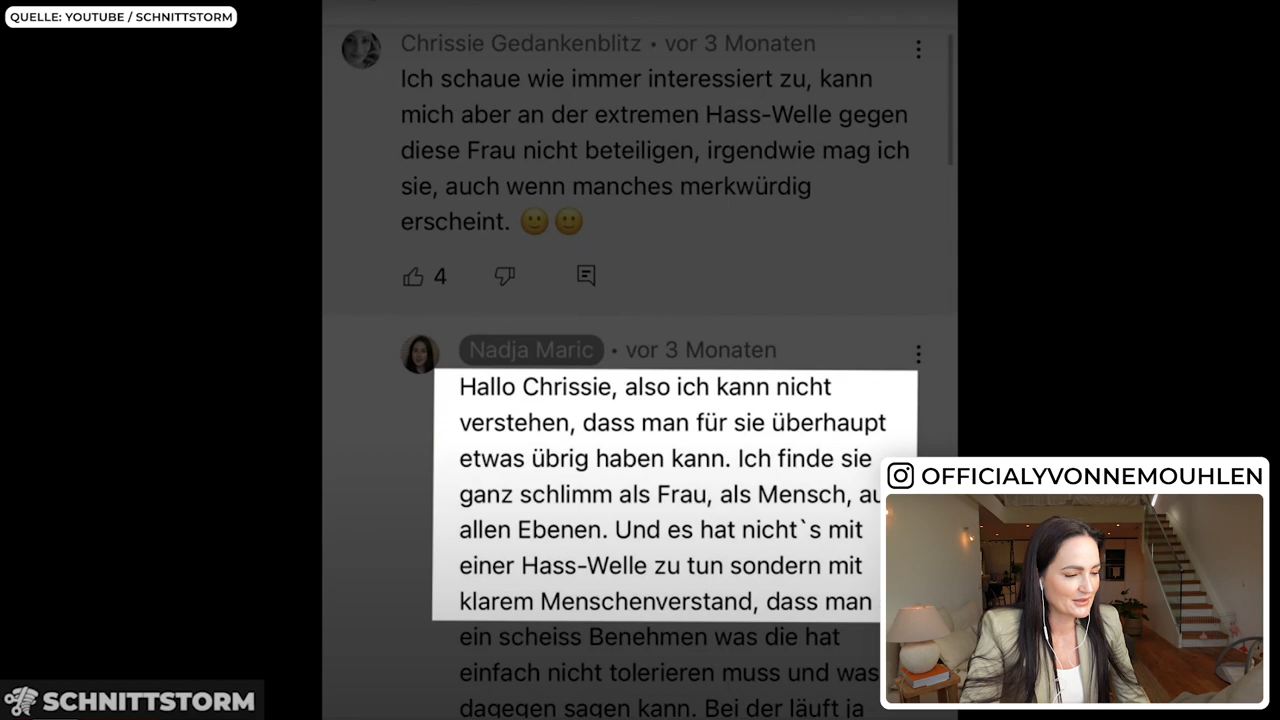 QUELLE: YOUTUBE / SCHNITTSTORM
Chrissie Gedankenblitz • vor 3 Monaten
Ich schaue wie immer interessiert zu, kann
mich aber an der extremen Hass-Welle gegen
diese Frau nicht beteiligen, irgendwie mag ich
sie, auch wenn manches merkwürdig
erscheint. 🙂🙂
4
Nadja Maric • vor 3 Monaten
Hallo Chrissie, also ich kann nicht
verstehen, dass man für sie überhaupt
etwas übrig haben kann. Ich finde sie
ganz schlimm als Frau, als Mensch,
allen Ebenen. Und es hat nicht`s mit
einer Hass-Welle zu tun sondern mit
klarem Menschenverstand, dass man
ein scheiss Benehmen was die hat
einfach nicht tolerieren muss und was
dagegen sagen kann. Bei der läuft ja
OFFICIALYVONNEMOUHLEN
SCHNITTSTORM